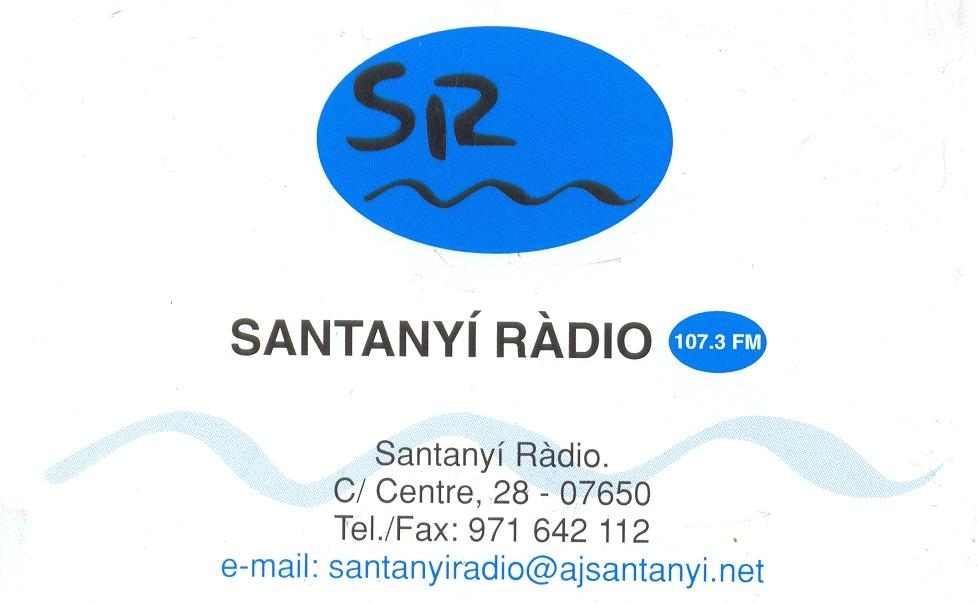 SR
SANTANYÍ RÀDIO 107.3 FM
Santanyí Ràdio.
C/ Centre, 28 - 07650
Tel./Fax: 971 642 112
e-mail: santanyiradio@ajsantanyi.net